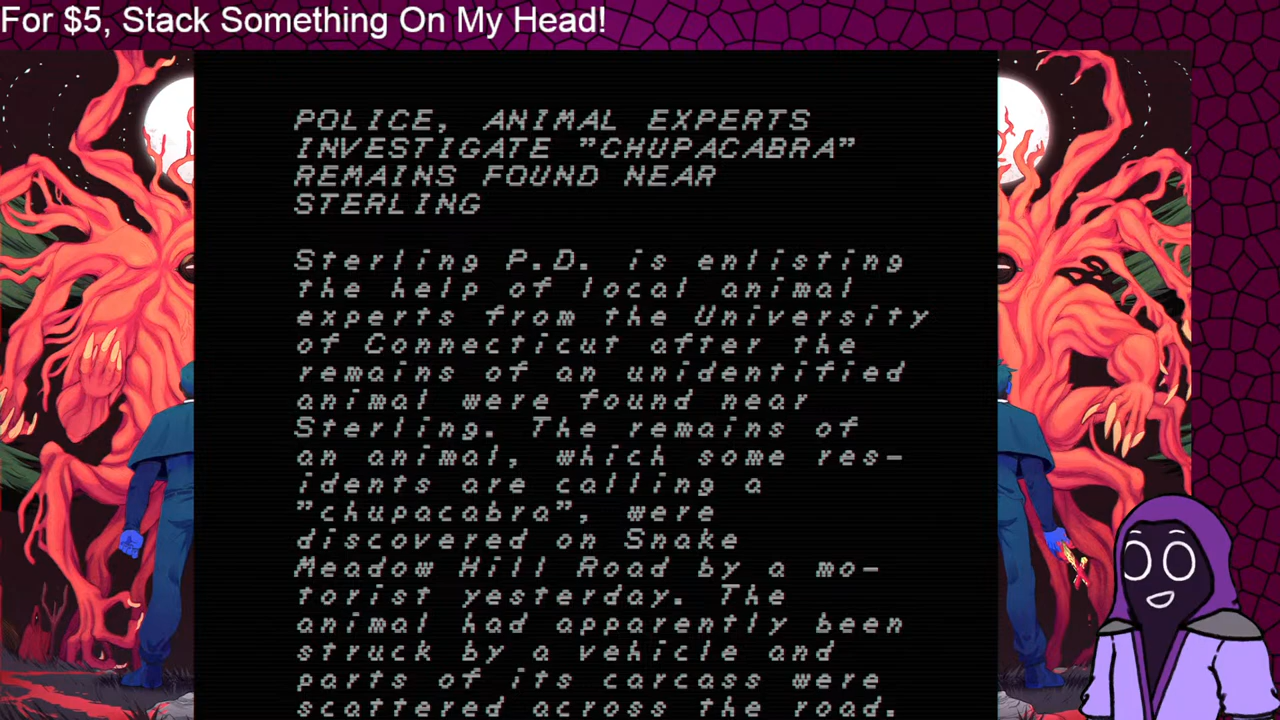 For $5, Stack Something On My Head!
POLICE, ANIMAL EXPERTS
INVESTIGATE "CHUPACABRA"
REMAINS FOUND NEAR
STERLING
Sterling P.D. is enlisting
the help of local animal
experts from the University
of Connecticut after the
remains of an unidentified
animal were found near
Sterling. The remains of
an animal, which some res-
idents are calling a
"chupacabra", were
discovered on Snake
Meadow Hill Road by a mo-
torist yesterday. The
animal had apparently been
struck by a vehicle and
parts of its carcass were
scattered across the road.